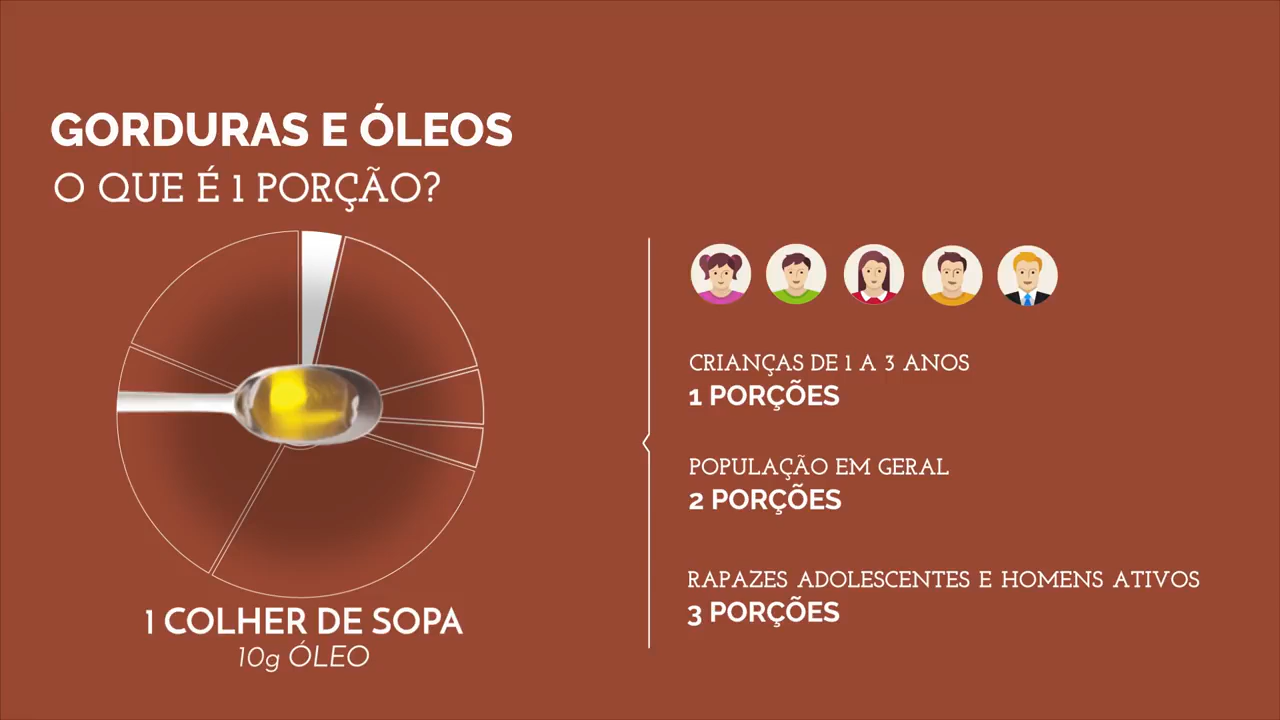 GORDURAS E ÓLEOS
O QUE É 1 PORÇÃO?
1 COLHER DE SOPA
10g ÓLEO
CRIANÇAS DE 1 A 3 ANOS
1 PORÇÕES
POPULAÇÃO EM GERAL
2 PORÇÕES
RAPAZES ADOLESCENTES E HOMENS ATIVOS
3 PORÇÕES